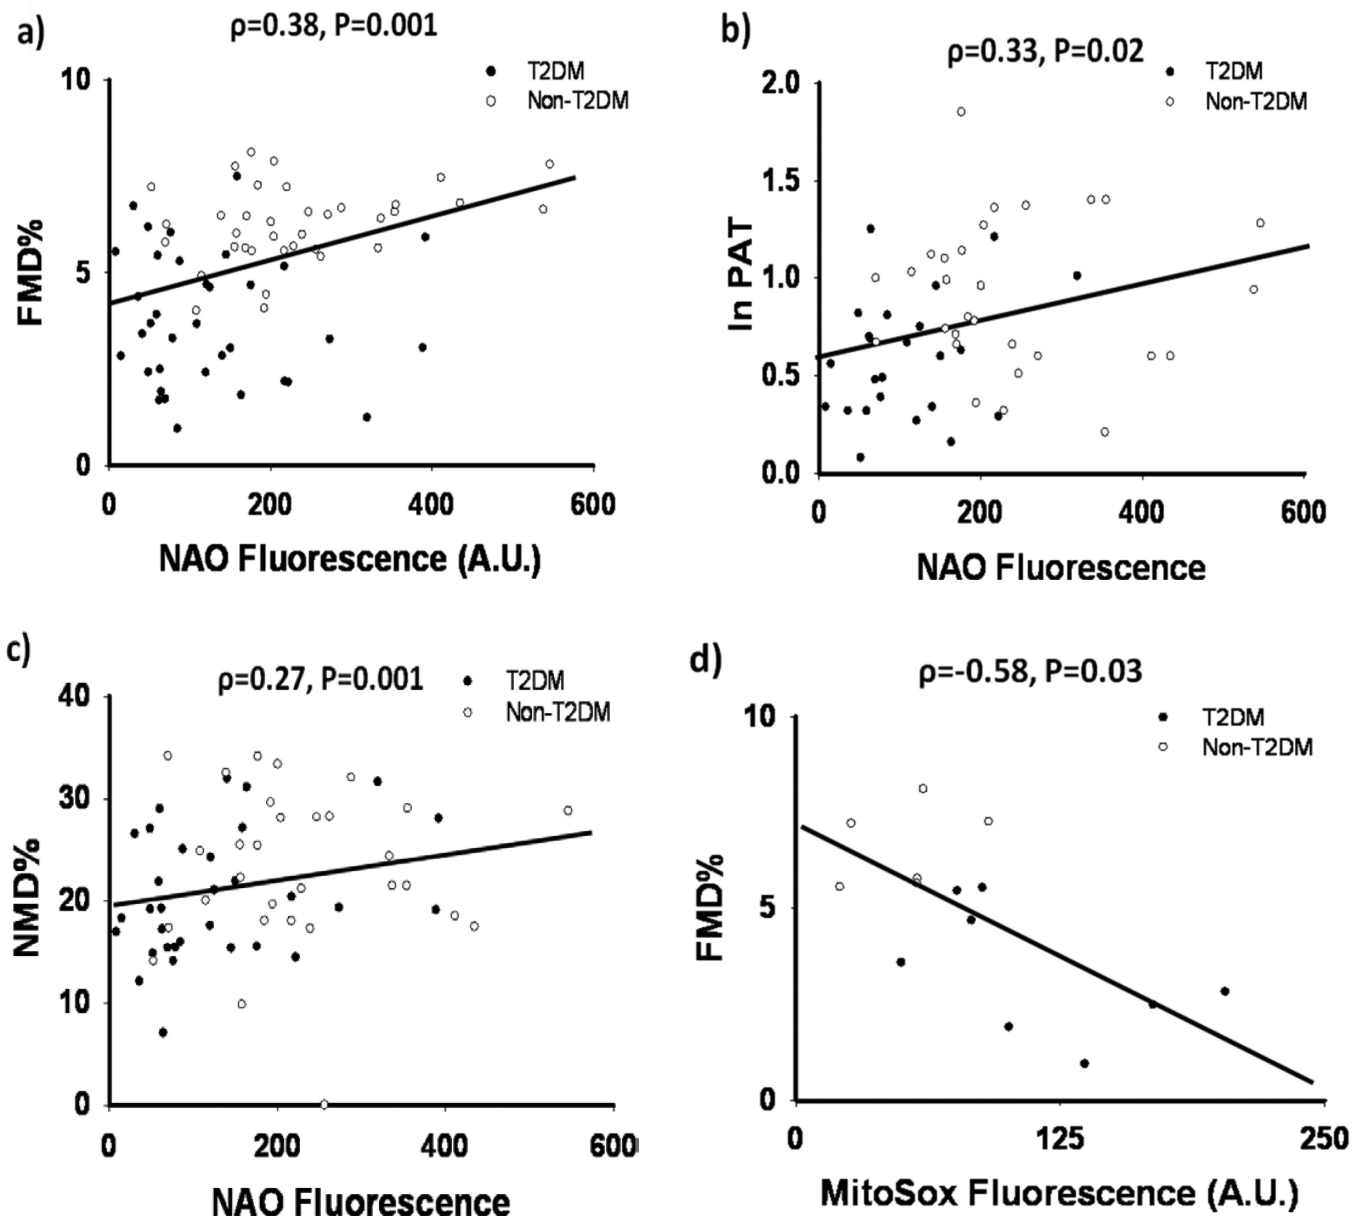 a)
ρ=0.38, P=0.001
T2DM
Non-T2DM
10
5
0
FMD%
0 200 400 600
NAO Fluorescence (A.U.)
b)
ρ=0.33, P=0.02
T2DM
Non-T2DM
2.0
1.5
1.0
0.5
0.0
ln PAT
0 200 400 600
NAO Fluorescence
c)
ρ=0.27, P=0.001
T2DM
Non-T2DM
40
30
20
10
0
NMD%
0 200 400 600
NAO Fluorescence
d)
ρ=-0.58, P=0.03
T2DM
Non-T2DM
10
5
0
FMD%
0 125 250
MitoSox Fluorescence (A.U.)